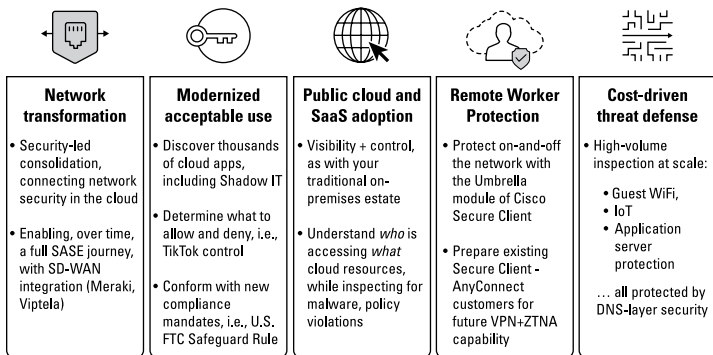 Network
transformation
• Security-led
consolidation,
connecting network
security in the cloud
• Enabling, over time,
a full SASE journey,
with SD-WAN
integration (Meraki,
Viptela)
Modernized
acceptable use
• Discover thousands
of cloud apps,
including Shadow IT
• Determine what to
allow and deny, i.e.,
TikTok control
• Conform with new
compliance
mandates, i.e., U.S.
FTC Safeguard Rule
Public cloud and
SaaS adoption
• Visibility + control,
as with your
traditional on-
premises estate
• Understand who is
accessing what
cloud resources,
while inspecting for
malware, policy
violations
Remote Worker
Protection
• Protect on-and-off
the network with
the Umbrella
module of Cisco
Secure Client
• Prepare existing
Secure Client -
AnyConnect
customers for
future VPN+ZTNA
capability
Cost-driven
threat defense
• High-volume
inspection at scale:
• Guest WiFi,
• IoT
• Application
server
protection
… all protected by
DNS-layer security